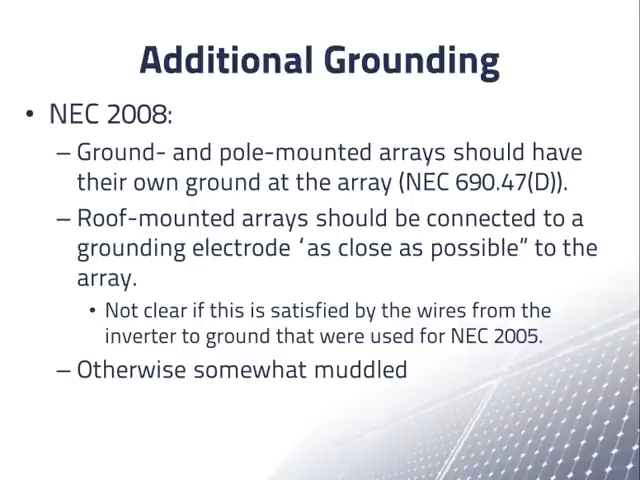 Additional Grounding
• NEC 2008:
– Ground- and pole-mounted arrays should have
their own ground at the array (NEC 690.47(D)).
– Roof-mounted arrays should be connected to a
grounding electrode ‘as close as possible“ to the
array.
• Not clear if this is satisfied by the wires from the
inverter to ground that were used for NEC 2005.
– Otherwise somewhat muddled